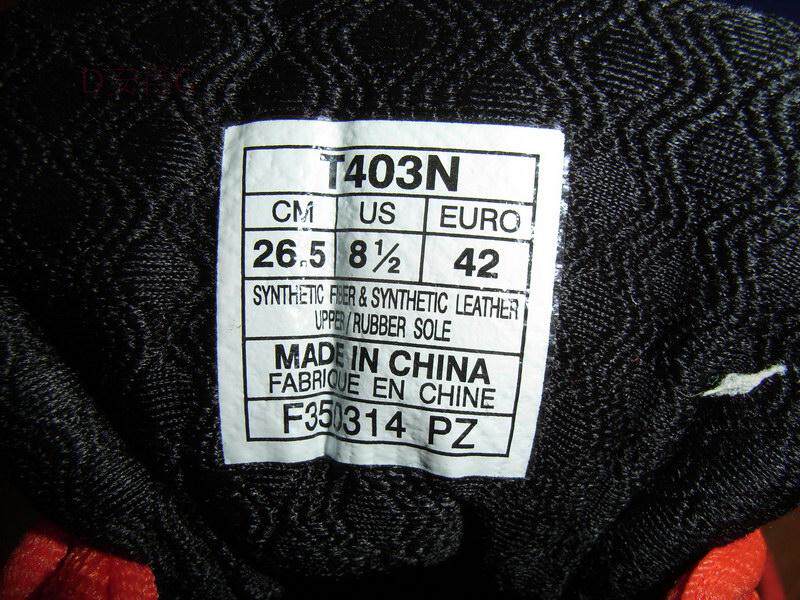 T403N
CM US EURO
26.5 8½ 42
SYNTHETIC FIBER & SYNTHETIC LEATHER
UPPER/RUBBER SOLE
MADE IN CHINA
FABRIQUE EN CHINE
F350314 PZ